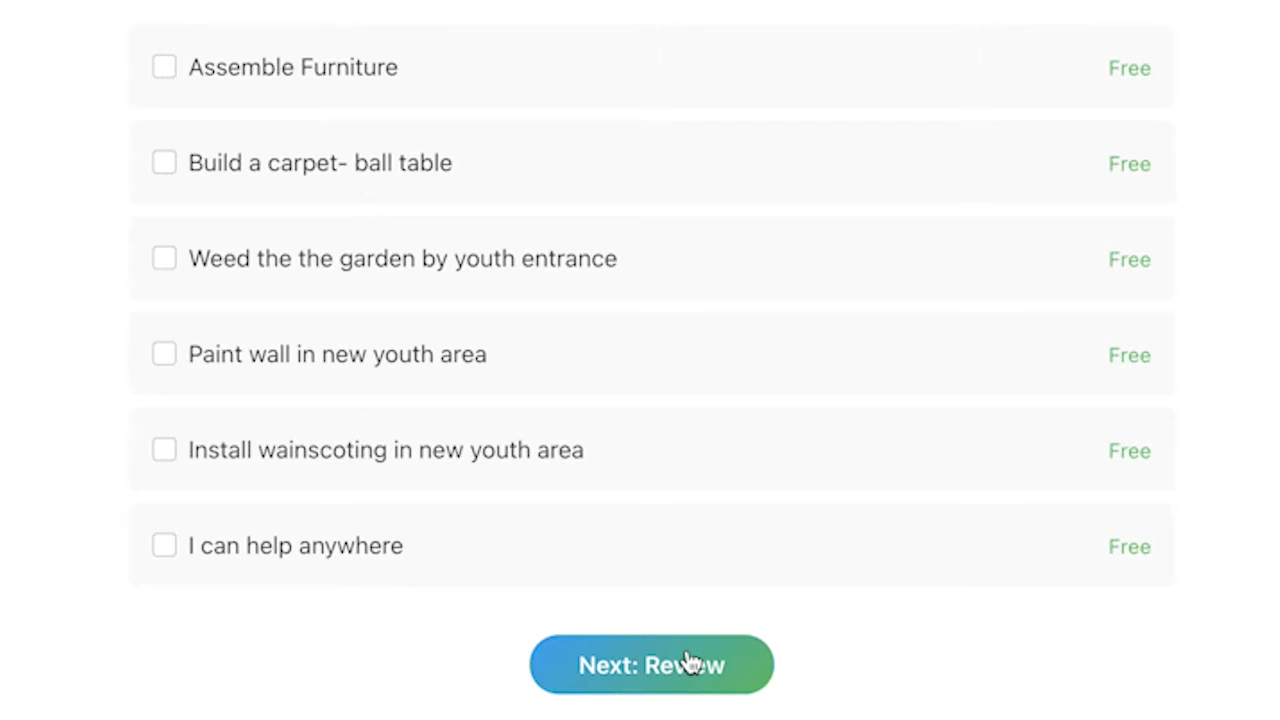 Assemble Furniture Free
Build a carpet- ball table Free
Weed the the garden by youth entrance Free
Paint wall in new youth area Free
Install wainscoting in new youth area Free
I can help anywhere Free
Next: Review